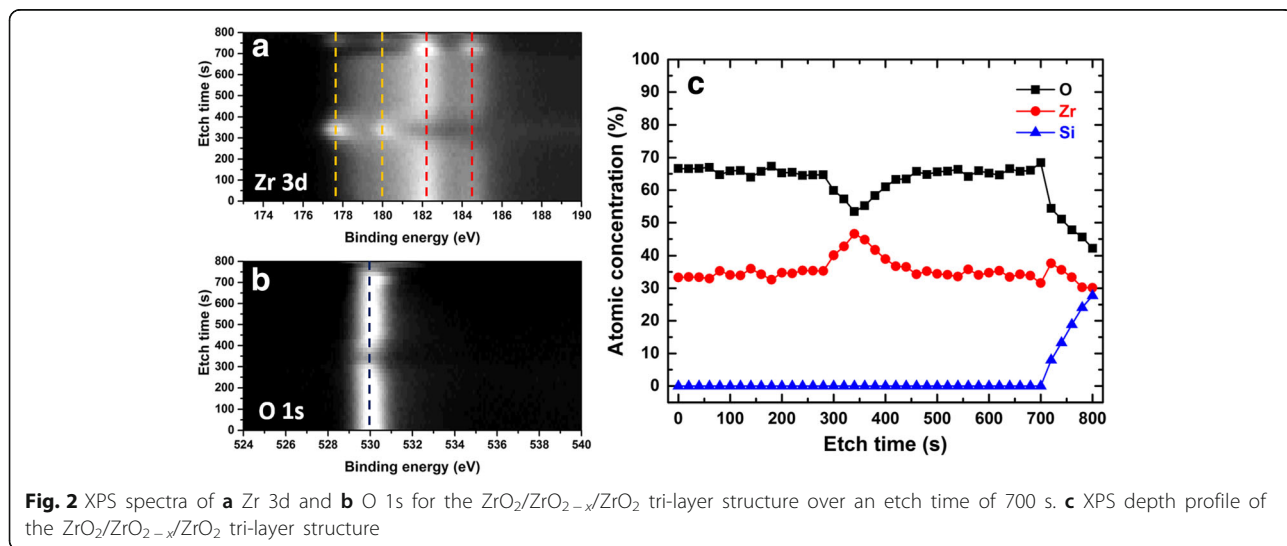 a
Zr 3d
Etch time (s)
800
700
600
500
400
300
200
100
0
174 176 178 180 182 184 186 188 190
Binding energy (eV)
b
O 1s
Etch time (s)
800
700
600
500
400
300
200
100
0
524 526 528 530 532 534 536 538 540
Binding energy (eV)
c
O
Zr
Si
Atomic concentration (%)
100
90
80
70
60
50
40
30
20
10
0
0 100 200 300 400 500 600 700 800
Etch time (s)
Fig. 2 XPS spectra of a Zr 3d and b O 1s for the ZrO₂/ZrO₂₋ₓ/ZrO₂ tri-layer structure over an etch time of 700 s. c XPS depth profile of
the ZrO₂/ZrO₂₋ₓ/ZrO₂ tri-layer structure